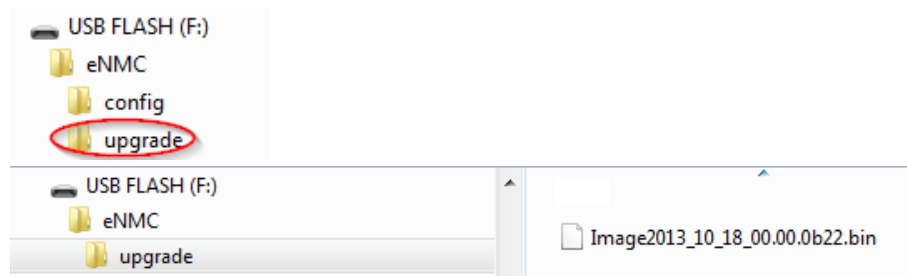 USB FLASH (F:)
eNMC
config
upgrade
USB FLASH (F:)
eNMC
upgrade
Image2013_10_18_00.00.0b22.bin